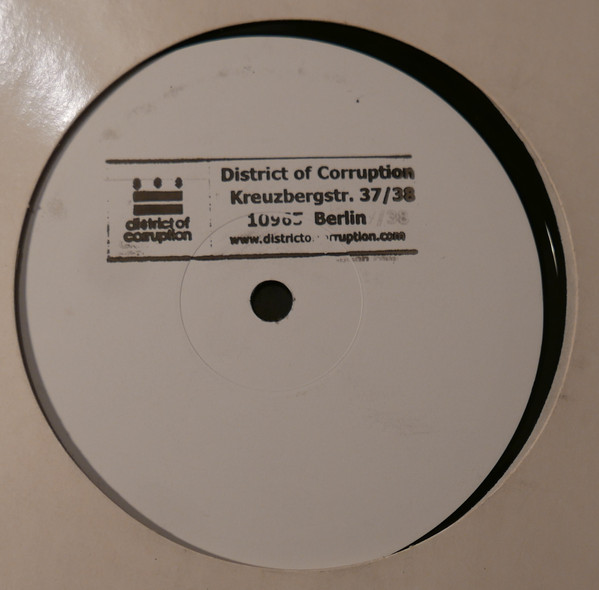 $ $ $
district of
corruption
District of Corruption
Kreuzbergstr. 37/38
Berlin